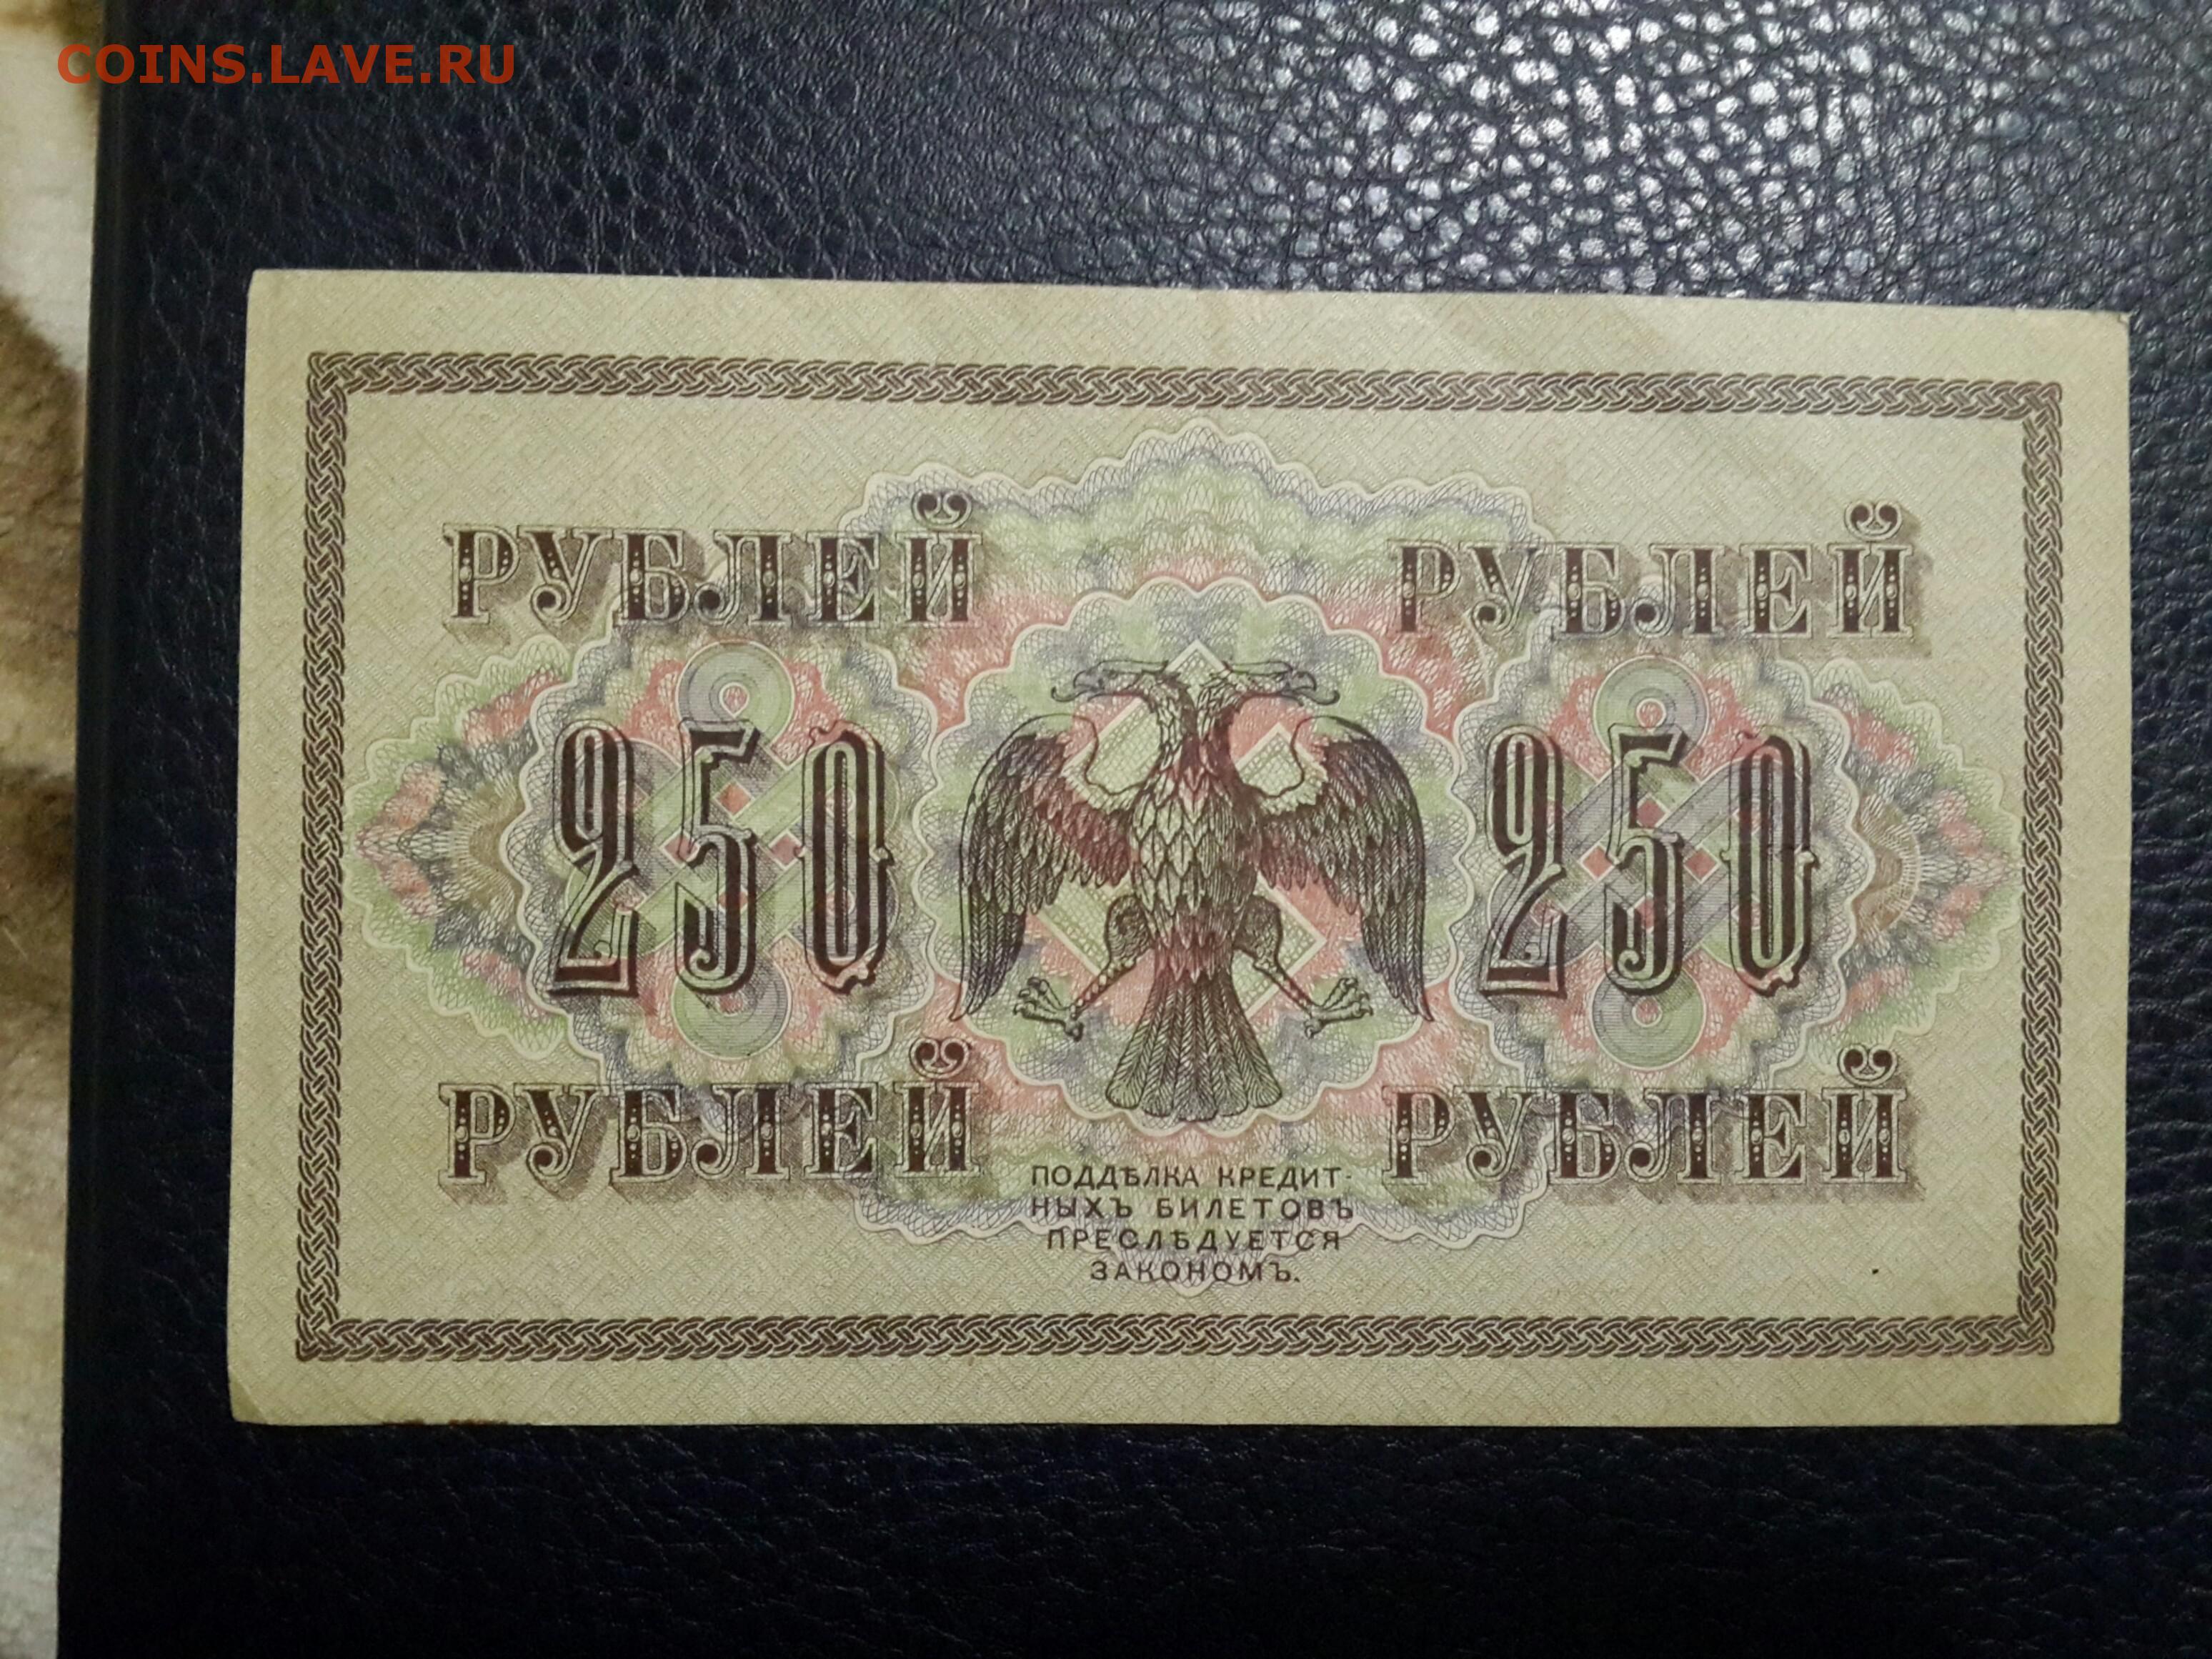 COINS.LAVE.RU
РУБЛЕЙ РУБЛЕЙ
250 250
РУБЛЕЙ РУБЛЕЙ
ПОДДѢЛКА КРЕДИТ-
НЫХЪ БИЛЕТОВЪ
ПРЕСЛѢДУЕТСЯ
ЗАКОНОМЪ.